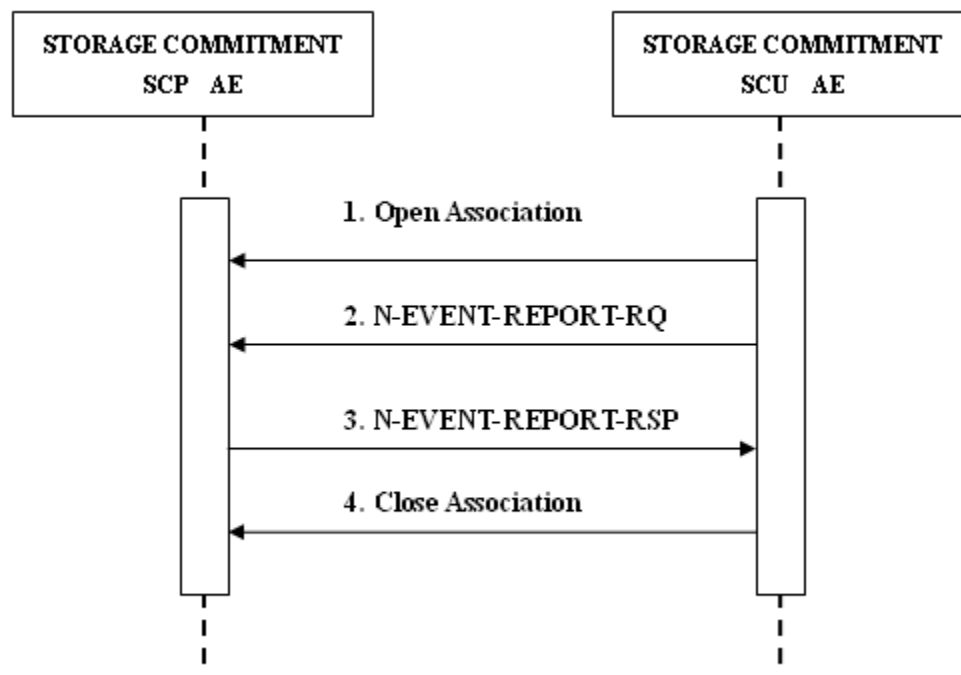 STORAGE COMMITMENT
SCP AE
STORAGE COMMITMENT
SCU AE
1. Open Association
2. N-EVENT-REPORT-RQ
3. N-EVENT-REPORT-RSP
4. Close Association